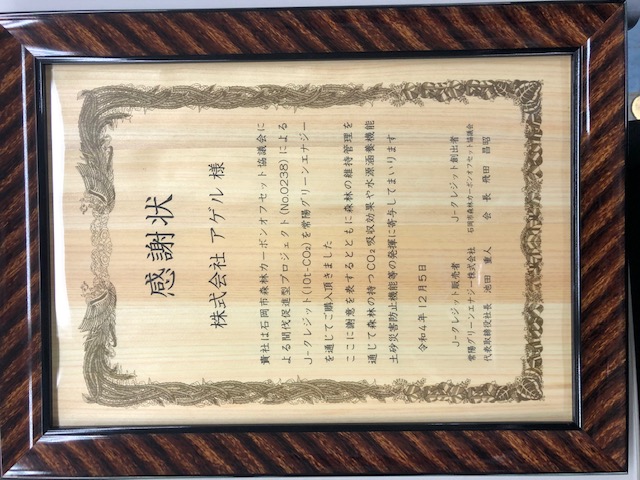 感謝状
株式会社 アゲル 様
貴社は石岡市森林カーボンオフセット協議会に
よる間伐促進型プロジェクト(No.0238)による
J-クレジット(10t-CO₂)を常陽グリーンエナジー
を通じてご購入頂きました
ここに謝意を表するとともに森林の維持管理を
通じて森林の持つCO₂吸収効果や水源涵養機能
土砂災害防止機能等の発揮に寄与してまいります
令和4年12月5日
J-クレジット販売者
常陽グリーンエナジー株式会社
代表取締役社長 池田 重人
J-クレジット創出者
石岡市森林カーボンオフセット協議会
会長 飛田 昌昭